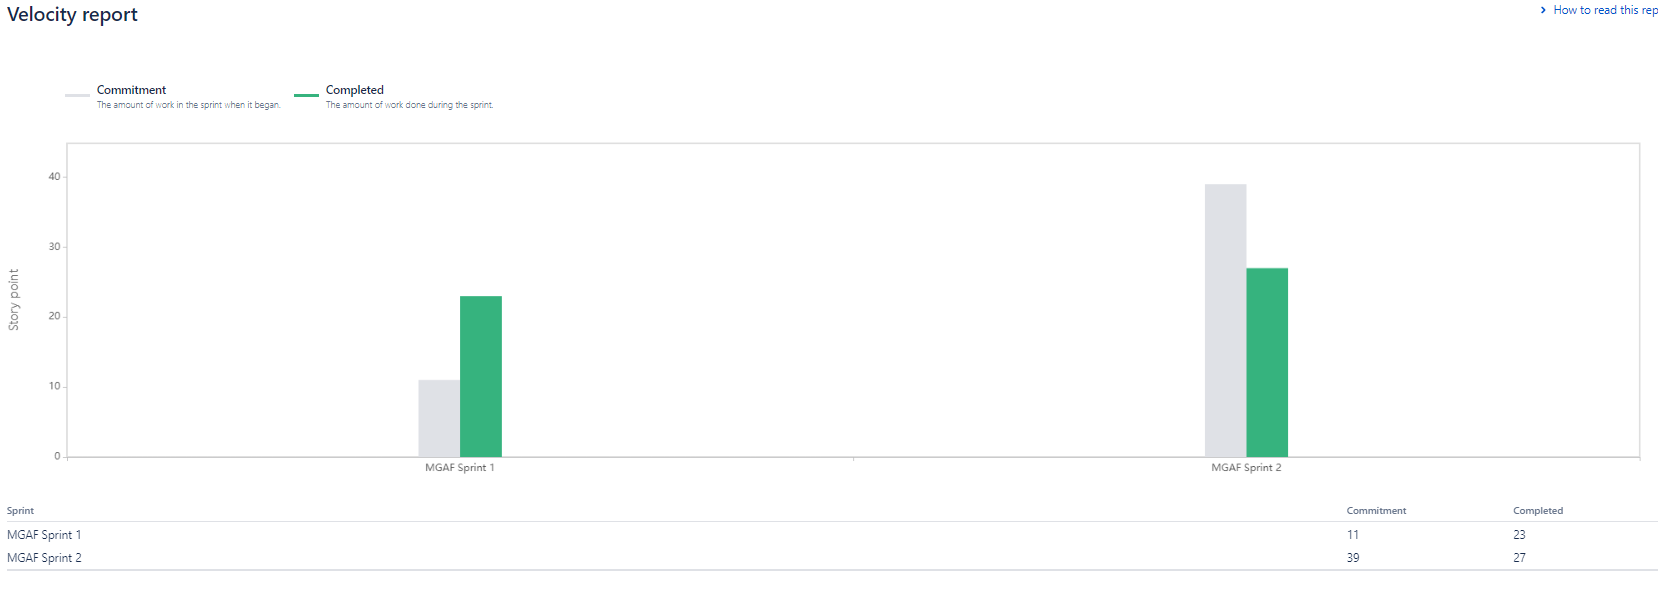 Velocity report
How to read this rep
Commitment
The amount of work in the sprint when it began.
Completed
The amount of work done during the sprint.
Story point
40
30
20
10
0
MGAF Sprint 1
MGAF Sprint 2
Sprint Commitment Completed
MGAF Sprint 1 11 23
MGAF Sprint 2 39 27